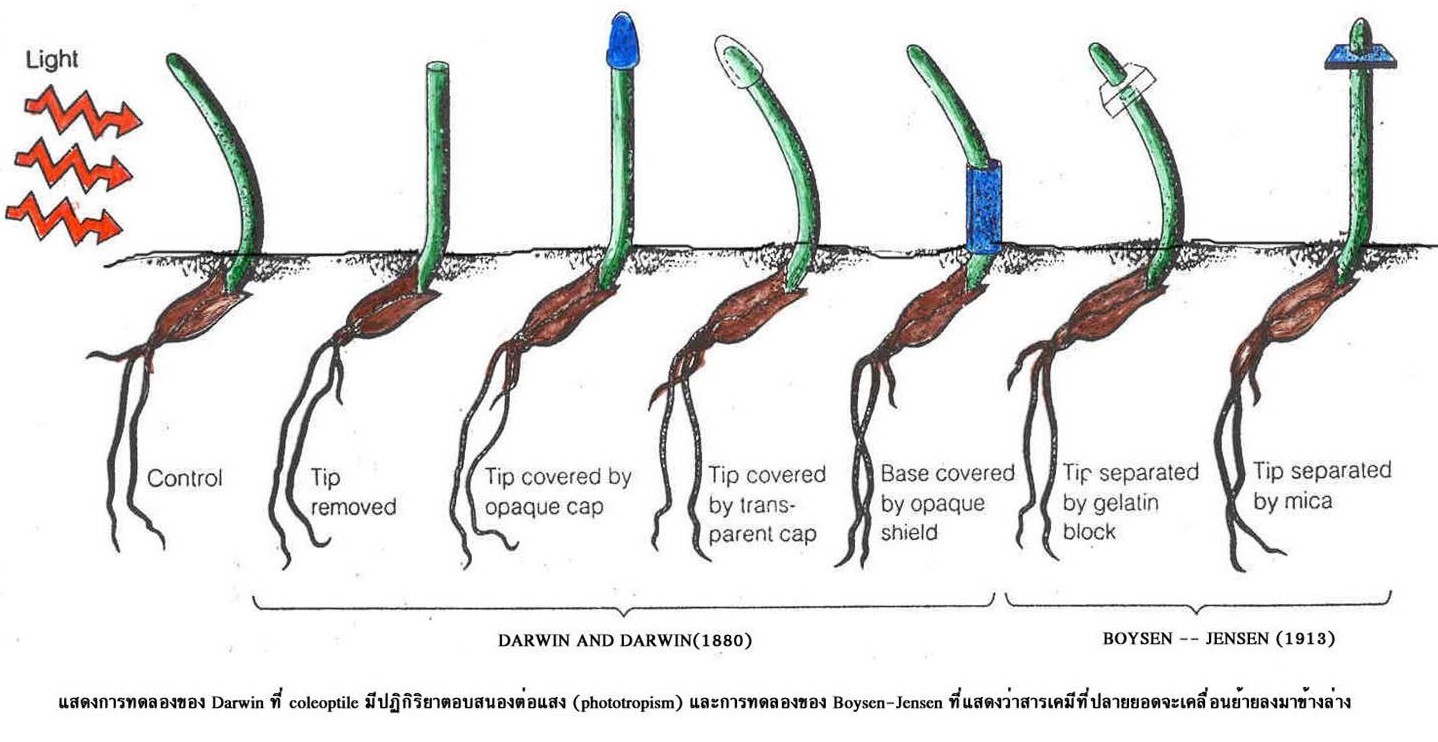 Light
Control
Tip
removed
Tip covered by
opaque cap
Tip covered
by trans-
parent cap
Base covered
by opaque
shield
Tip separated
by gelatin
block
Tip separated
by mica
DARWIN AND DARWIN(1880)
BOYSEN -- JENSEN (1913)
แสดงการทดลองของ Darwin ที่ coleoptile มีปฏิกิริยาตอบสนองต่อแสง (phototropism) และการทดลองของ Boysen-Jensen ที่แสดงว่าสารเคมีที่ปลายยอดจะเคลื่อนย้ายลงมาข้างล่าง